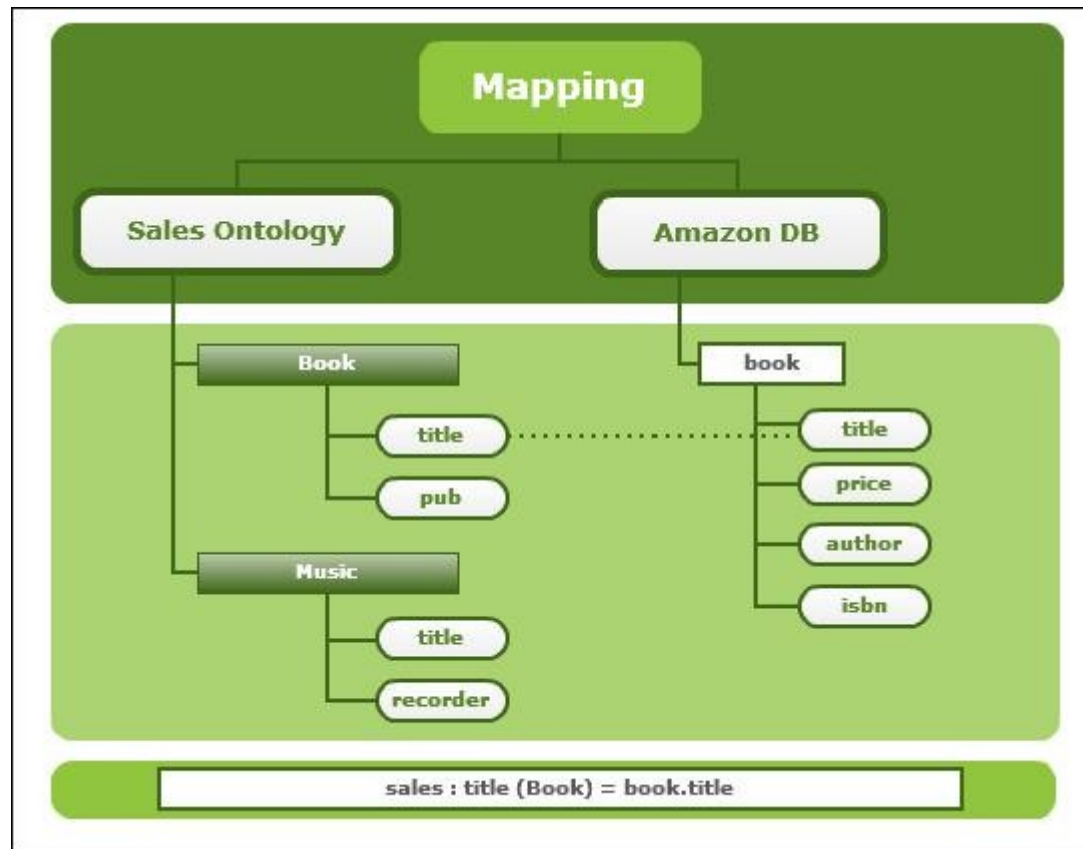 Mapping
Sales Ontology
Amazon DB
Book
title
pub
Music
title
recorder
book
title
price
author
isbn
sales : title (Book) = book.title